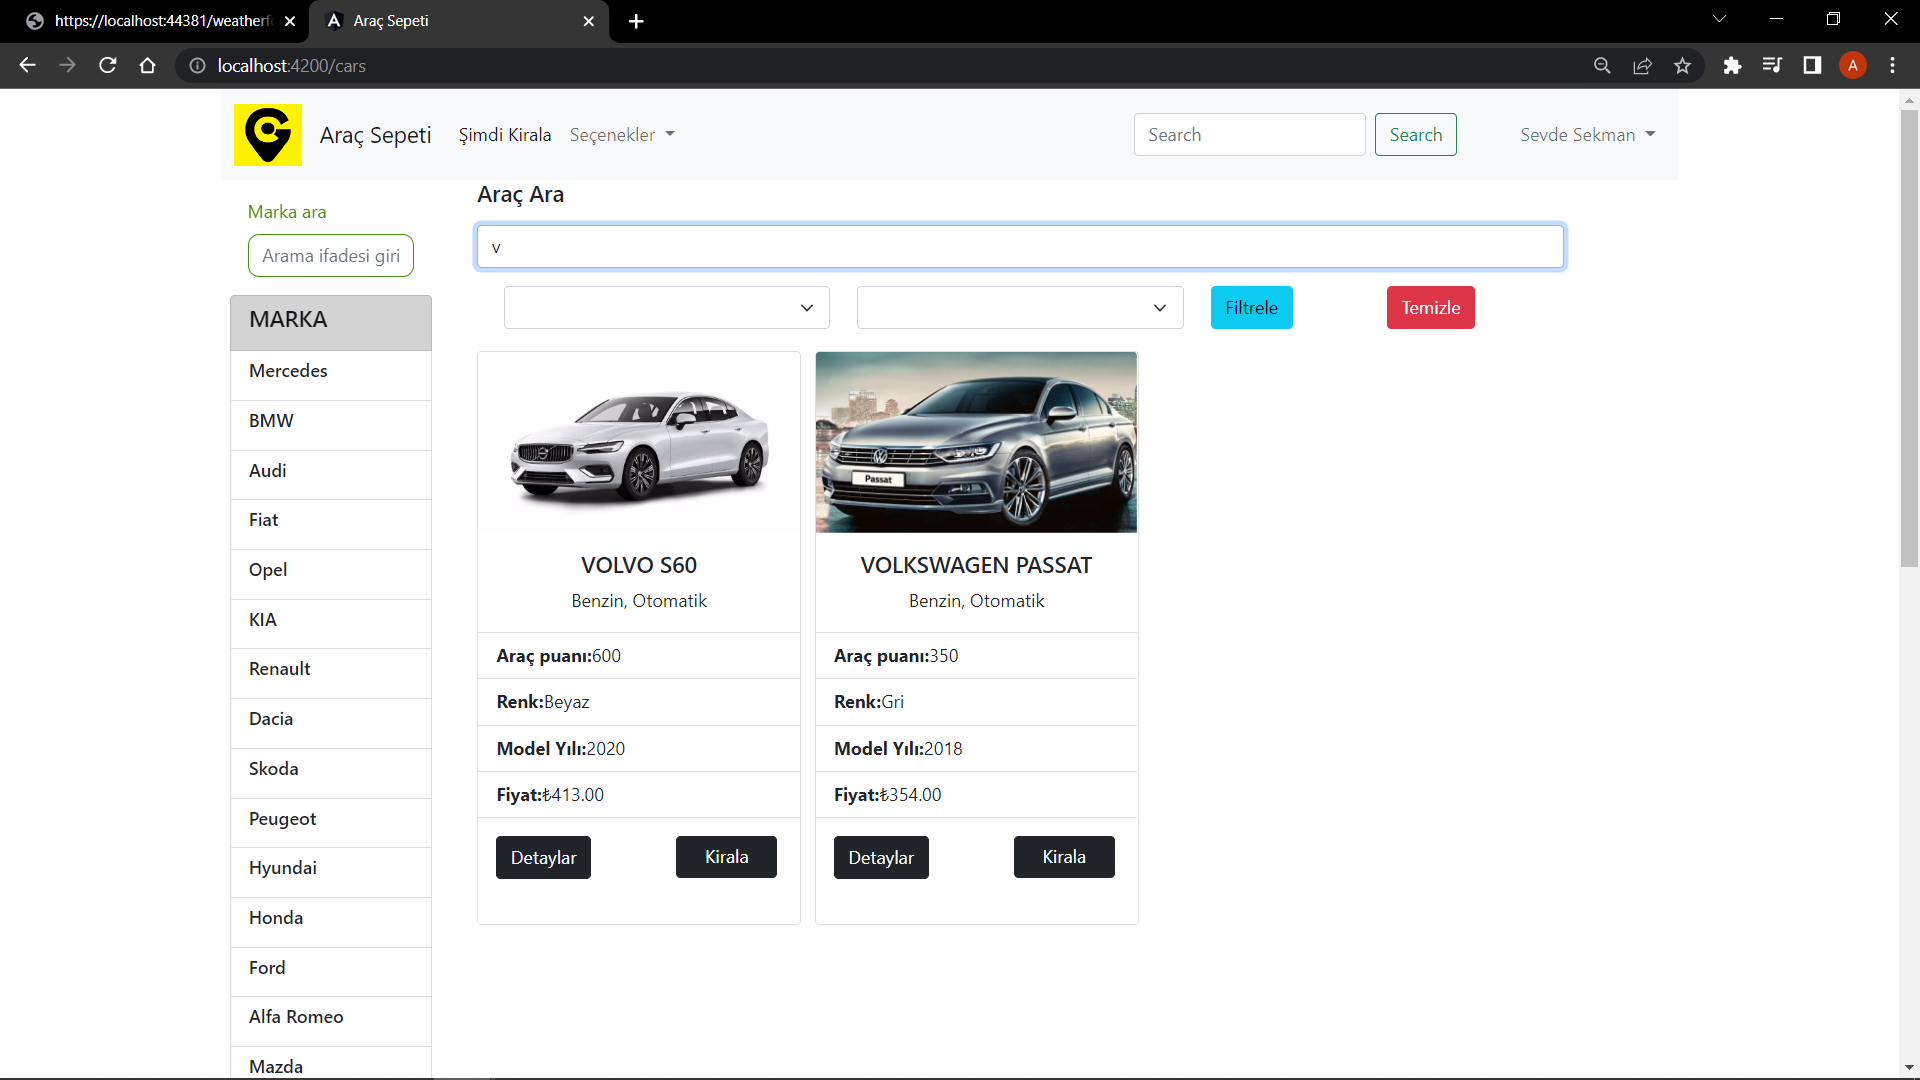 https://localhost:44381/weatherf
Araç Sepeti
localhost:4200/cars
A
Araç Sepeti
Şimdi Kirala
Seçenekler
Search
Search
Sevde Sekman
Marka ara
Arama ifadesi giri
MARKA
Mercedes
BMW
Audi
Fiat
Opel
KIA
Renault
Dacia
Skoda
Peugeot
Hyundai
Honda
Ford
Alfa Romeo
Mazda
Araç Ara
v
Filtrele
Temizle
VOLVO S60
Benzin, Otomatik
Araç puanı:600
Renk:Beyaz
Model Yılı:2020
Fiyat:₺413.00
Detaylar
Kirala
Passat
VOLKSWAGEN PASSAT
Benzin, Otomatik
Araç puanı:350
Renk:Gri
Model Yılı:2018
Fiyat:₺354.00
Detaylar
Kirala